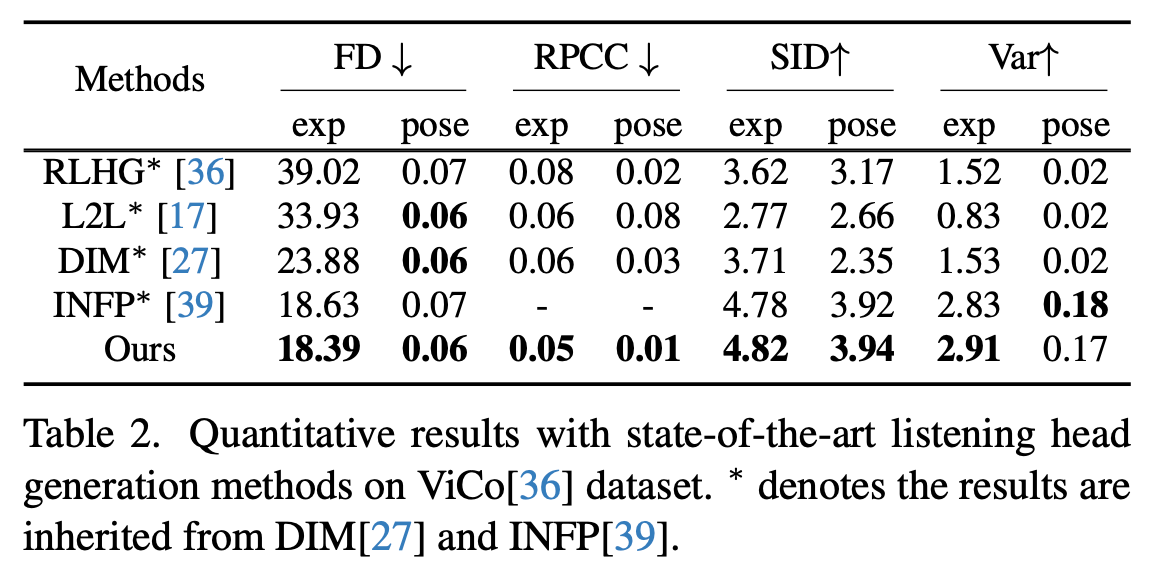 Methods FD ↓ RPCC ↓ SID↑ Var↑
exp pose exp pose exp pose exp pose
RLHG* [36] 39.02 0.07 0.08 0.02 3.62 3.17 1.52 0.02
L2L* [17] 33.93 0.06 0.06 0.08 2.77 2.66 0.83 0.02
DIM* [27] 23.88 0.06 0.06 0.03 3.71 2.35 1.53 0.02
INFP* [39] 18.63 0.07 - - 4.78 3.92 2.83 0.18
Ours 18.39 0.06 0.05 0.01 4.82 3.94 2.91 0.17
Table 2. Quantitative results with state-of-the-art listening head
generation methods on ViCo[36] dataset. * denotes the results are
inherited from DIM[27] and INFP[39].